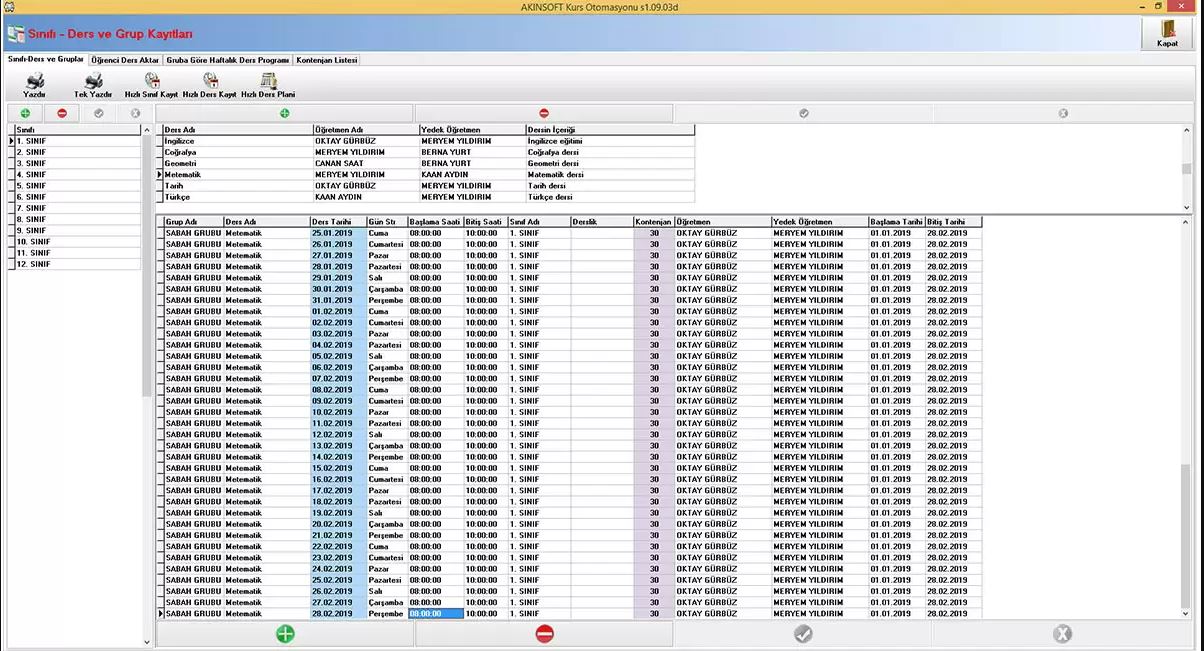 AKINSOFT Kurs Otomasyonu s1.09.03d
Sınıfı - Ders ve Grup Kayıtları
Kapat
Sınıfı-Ders ve Gruplar Öğrenci Ders Aktar Gruba Göre Haftalık Ders Programı Kontenjan Listesi
Yazdır Tek Yazdır Hızlı Sınıf Kayıt Hızlı Ders Kayıt Hızlı Ders Planı
Sınıfı
1. SINIF
2. SINIF
3. SINIF
4. SINIF
5. SINIF
6. SINIF
7. SINIF
8. SINIF
9. SINIF
10. SINIF
11. SINIF
12. SINIF
Ders Adı Öğretmen Adı Yedek Öğretmen Dersin İçeriği
İngilizce OKTAY GÜRBÜZ MERYEM YILDIRIM İngilizce eğitimi
Coğrafya MERYEM YILDIRIM BERNA YURT Coğrafya dersi
Geometri CANAN SAAT BERNA YURT Geometri dersi
Metematik MERYEM YILDIRIM KAAN AYDIN Matematik dersi
Tarih OKTAY GÜRBÜZ MERYEM YILDIRIM Tarih dersi
Türkçe KAAN AYDIN MERYEM YILDIRIM Türkçe dersi
Grup Adı Ders Adı Ders Tarihi Gün Str Başlama Saati Bitiş Saati Sınıf Adı Derslik Kontenjan Öğretmen Yedek Öğretmen Başlama Tarihi Bitiş Tarihi
SABAH GRUBU Metematik 25.01.2019 Cuma 08:00:00 10:00:00 1. SINIF 30 OKTAY GÜRBÜZ MERYEM YILDIRIM 01.01.2019 28.02.2019
SABAH GRUBU Metematik 26.01.2019 Cumartesi 08:00:00 10:00:00 1. SINIF 30 OKTAY GÜRBÜZ MERYEM YILDIRIM 01.01.2019 28.02.2019
SABAH GRUBU Metematik 27.01.2019 Pazar 08:00:00 10:00:00 1. SINIF 30 OKTAY GÜRBÜZ MERYEM YILDIRIM 01.01.2019 28.02.2019
SABAH GRUBU Metematik 28.01.2019 Pazartesi 08:00:00 10:00:00 1. SINIF 30 OKTAY GÜRBÜZ MERYEM YILDIRIM 01.01.2019 28.02.2019
SABAH GRUBU Metematik 29.01.2019 Salı 08:00:00 10:00:00 1. SINIF 30 OKTAY GÜRBÜZ MERYEM YILDIRIM 01.01.2019 28.02.2019
SABAH GRUBU Metematik 30.01.2019 Çarşamba 08:00:00 10:00:00 1. SINIF 30 OKTAY GÜRBÜZ MERYEM YILDIRIM 01.01.2019 28.02.2019
SABAH GRUBU Metematik 31.01.2019 Perşembe 08:00:00 10:00:00 1. SINIF 30 OKTAY GÜRBÜZ MERYEM YILDIRIM 01.01.2019 28.02.2019
SABAH GRUBU Metematik 01.02.2019 Cuma 08:00:00 10:00:00 1. SINIF 30 OKTAY GÜRBÜZ MERYEM YILDIRIM 01.01.2019 28.02.2019
SABAH GRUBU Metematik 02.02.2019 Cumartesi 08:00:00 10:00:00 1. SINIF 30 OKTAY GÜRBÜZ MERYEM YILDIRIM 01.01.2019 28.02.2019
SABAH GRUBU Metematik 03.02.2019 Pazar 08:00:00 10:00:00 1. SINIF 30 OKTAY GÜRBÜZ MERYEM YILDIRIM 01.01.2019 28.02.2019
SABAH GRUBU Metematik 04.02.2019 Pazartesi 08:00:00 10:00:00 1. SINIF 30 OKTAY GÜRBÜZ MERYEM YILDIRIM 01.01.2019 28.02.2019
SABAH GRUBU Metematik 05.02.2019 Salı 08:00:00 10:00:00 1. SINIF 30 OKTAY GÜRBÜZ MERYEM YILDIRIM 01.01.2019 28.02.2019
SABAH GRUBU Metematik 06.02.2019 Çarşamba 08:00:00 10:00:00 1. SINIF 30 OKTAY GÜRBÜZ MERYEM YILDIRIM 01.01.2019 28.02.2019
SABAH GRUBU Metematik 07.02.2019 Perşembe 08:00:00 10:00:00 1. SINIF 30 OKTAY GÜRBÜZ MERYEM YILDIRIM 01.01.2019 28.02.2019
SABAH GRUBU Metematik 08.02.2019 Cuma 08:00:00 10:00:00 1. SINIF 30 OKTAY GÜRBÜZ MERYEM YILDIRIM 01.01.2019 28.02.2019
SABAH GRUBU Metematik 09.02.2019 Cumartesi 08:00:00 10:00:00 1. SINIF 30 OKTAY GÜRBÜZ MERYEM YILDIRIM 01.01.2019 28.02.2019
SABAH GRUBU Metematik 10.02.2019 Pazar 08:00:00 10:00:00 1. SINIF 30 OKTAY GÜRBÜZ MERYEM YILDIRIM 01.01.2019 28.02.2019
SABAH GRUBU Metematik 11.02.2019 Pazartesi 08:00:00 10:00:00 1. SINIF 30 OKTAY GÜRBÜZ MERYEM YILDIRIM 01.01.2019 28.02.2019
SABAH GRUBU Metematik 12.02.2019 Salı 08:00:00 10:00:00 1. SINIF 30 OKTAY GÜRBÜZ MERYEM YILDIRIM 01.01.2019 28.02.2019
SABAH GRUBU Metematik 13.02.2019 Çarşamba 08:00:00 10:00:00 1. SINIF 30 OKTAY GÜRBÜZ MERYEM YILDIRIM 01.01.2019 28.02.2019
SABAH GRUBU Metematik 14.02.2019 Perşembe 08:00:00 10:00:00 1. SINIF 30 OKTAY GÜRBÜZ MERYEM YILDIRIM 01.01.2019 28.02.2019
SABAH GRUBU Metematik 15.02.2019 Cuma 08:00:00 10:00:00 1. SINIF 30 OKTAY GÜRBÜZ MERYEM YILDIRIM 01.01.2019 28.02.2019
SABAH GRUBU Metematik 16.02.2019 Cumartesi 08:00:00 10:00:00 1. SINIF 30 OKTAY GÜRBÜZ MERYEM YILDIRIM 01.01.2019 28.02.2019
SABAH GRUBU Metematik 17.02.2019 Pazar 08:00:00 10:00:00 1. SINIF 30 OKTAY GÜRBÜZ MERYEM YILDIRIM 01.01.2019 28.02.2019
SABAH GRUBU Metematik 18.02.2019 Pazartesi 08:00:00 10:00:00 1. SINIF 30 OKTAY GÜRBÜZ MERYEM YILDIRIM 01.01.2019 28.02.2019
SABAH GRUBU Metematik 19.02.2019 Salı 08:00:00 10:00:00 1. SINIF 30 OKTAY GÜRBÜZ MERYEM YILDIRIM 01.01.2019 28.02.2019
SABAH GRUBU Metematik 20.02.2019 Çarşamba 08:00:00 10:00:00 1. SINIF 30 OKTAY GÜRBÜZ MERYEM YILDIRIM 01.01.2019 28.02.2019
SABAH GRUBU Metematik 21.02.2019 Perşembe 08:00:00 10:00:00 1. SINIF 30 OKTAY GÜRBÜZ MERYEM YILDIRIM 01.01.2019 28.02.2019
SABAH GRUBU Metematik 22.02.2019 Cuma 08:00:00 10:00:00 1. SINIF 30 OKTAY GÜRBÜZ MERYEM YILDIRIM 01.01.2019 28.02.2019
SABAH GRUBU Metematik 23.02.2019 Cumartesi 08:00:00 10:00:00 1. SINIF 30 OKTAY GÜRBÜZ MERYEM YILDIRIM 01.01.2019 28.02.2019
SABAH GRUBU Metematik 24.02.2019 Pazar 08:00:00 10:00:00 1. SINIF 30 OKTAY GÜRBÜZ MERYEM YILDIRIM 01.01.2019 28.02.2019
SABAH GRUBU Metematik 25.02.2019 Pazartesi 08:00:00 10:00:00 1. SINIF 30 OKTAY GÜRBÜZ MERYEM YILDIRIM 01.01.2019 28.02.2019
SABAH GRUBU Metematik 26.02.2019 Salı 08:00:00 10:00:00 1. SINIF 30 OKTAY GÜRBÜZ MERYEM YILDIRIM 01.01.2019 28.02.2019
SABAH GRUBU Metematik 27.02.2019 Çarşamba 08:00:00 10:00:00 1. SINIF 30 OKTAY GÜRBÜZ MERYEM YILDIRIM 01.01.2019 28.02.2019
SABAH GRUBU Metematik 28.02.2019 Perşembe 08:00:00 10:00:00 1. SINIF 30 OKTAY GÜRBÜZ MERYEM YILDIRIM 01.01.2019 28.02.2019